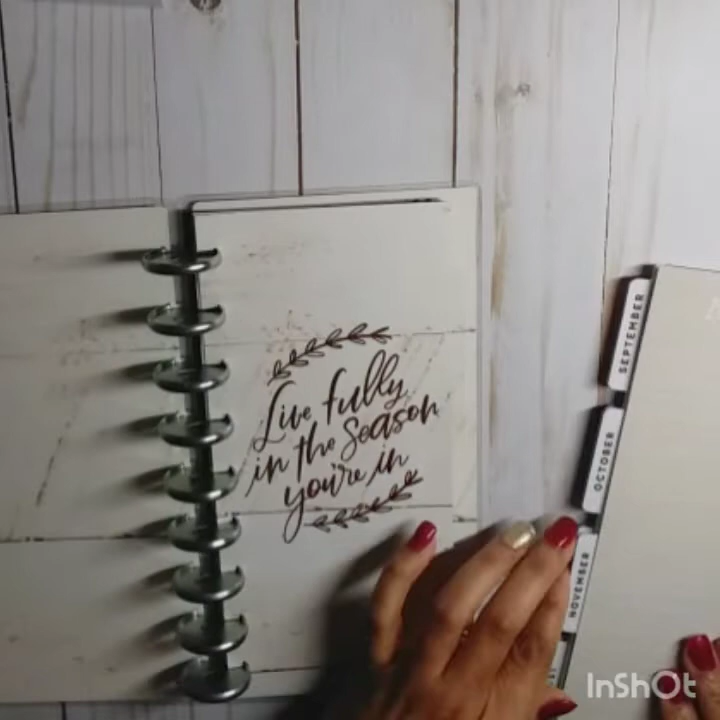 Live fully
in the Season
you're in
SEPTEMBER
OCTOBER
NOVEMBER
InShOt